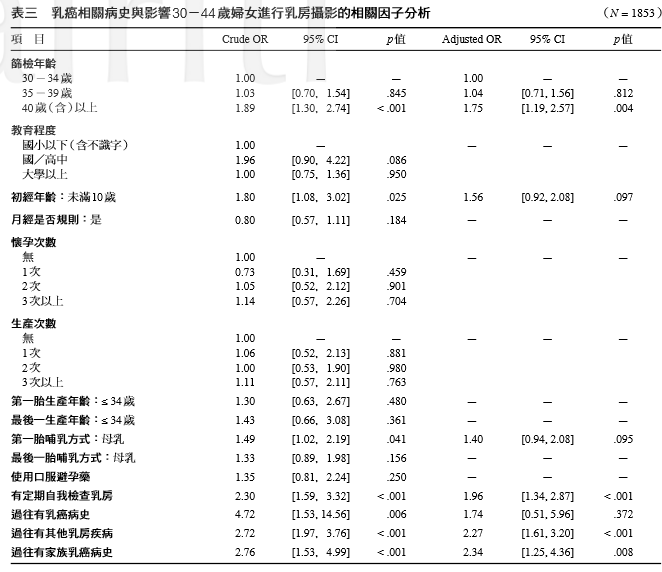 表三 乳癌相關病史與影響30－44歲婦女進行乳房攝影的相關因子分析 (N = 1853)
項 目 Crude OR 95% CI p值 Adjusted OR 95% CI p值
篩檢年齡
30－34歲 1.00 — — 1.00 — —
35－39歲 1.03 [0.70, 1.54] .845 1.04 [0.71, 1.56] .812
40歲(含)以上 1.89 [1.30, 2.74] < .001 1.75 [1.19, 2.57] .004
教育程度
國小以下(含不識字) 1.00 — — —
國／高中 1.96 [0.90, 4.22] .086
大學以上 1.00 [0.75, 1.36] .950
初經年齡：未滿10歲 1.80 [1.08, 3.02] .025 1.56 [0.92, 2.08] .097
月經是否規則：是 0.80 [0.57, 1.11] .184 — — —
懷孕次數
無 1.00 — — — —
1次 0.73 [0.31, 1.69] .459
2次 1.05 [0.52, 2.12] .901
3次以上 1.14 [0.57, 2.26] .704
生產次數
無 1.00 — — — — —
1次 1.06 [0.52, 2.13] .881
2次 1.00 [0.53, 1.90] .980
3次以上 1.11 [0.57, 2.11] .763
第一胎生產年齡：≤ 34歲 1.30 [0.63, 2.67] .480 — — —
最後一生產年齡：≤ 34歲 1.43 [0.66, 3.08] .361 — — —
第一胎哺乳方式：母乳 1.49 [1.02, 2.19] .041 1.40 [0.94, 2.08] .095
最後一胎哺乳方式：母乳 1.33 [0.89, 1.98] .156 — — —
使用口服避孕藥 1.35 [0.81, 2.24] .250 — — —
有定期自我檢查乳房 2.30 [1.59, 3.32] < .001 1.96 [1.34, 2.87] < .001
過往有乳癌病史 4.72 [1.53, 14.56] .006 1.74 [0.51, 5.96] .372
過往有其他乳房疾病 2.72 [1.97, 3.76] < .001 2.27 [1.61, 3.20] < .001
過往有家族乳癌病史 2.76 [1.53, 4.99] < .001 2.34 [1.25, 4.36] .008